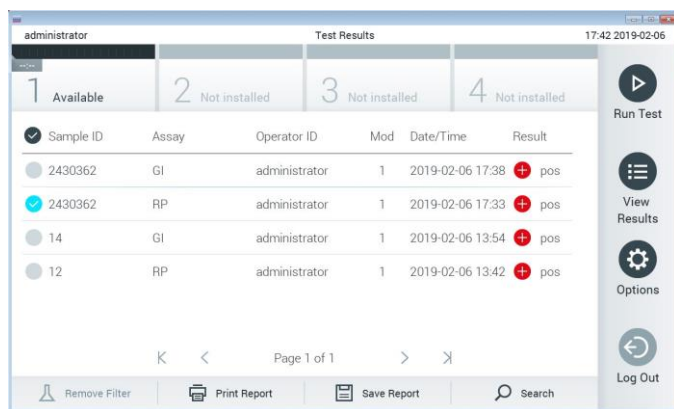 administrator Test Results 17:42 2019-02-06
--:--
1 Available 2 Not installed 3 Not installed 4 Not installed
Run Test
Sample ID Assay Operator ID Mod Date/Time Result
2430362 GI administrator 1 2019-02-06 17:38 pos
2430362 RP administrator 1 2019-02-06 17:33 pos
14 GI administrator 1 2019-02-06 13:54 pos
12 RP administrator 1 2019-02-06 13:42 pos
View
Results
Options
Page 1 of 1
Log Out
Remove Filter Print Report Save Report Search